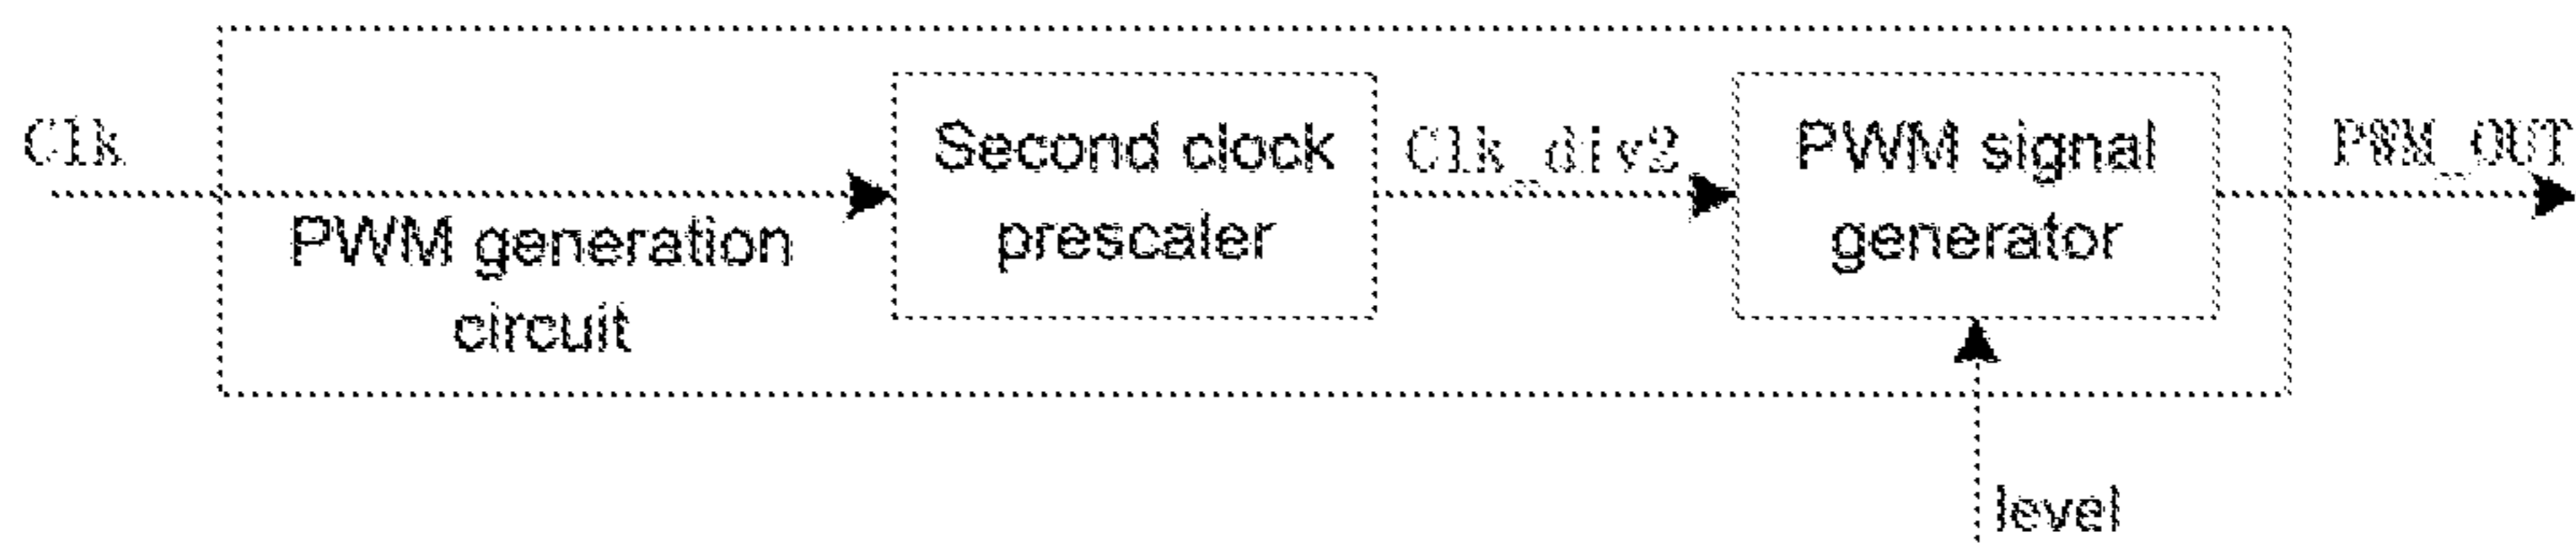 Clk
PWM generation
circuit
Second clock
prescaler
Clk_div2
PWM signal
generator
PWM_OUT
level